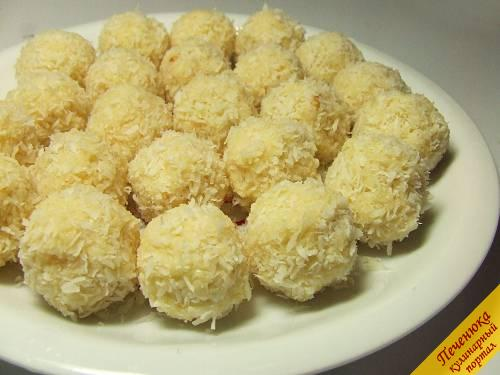 Печенюка
кулинарный
портал